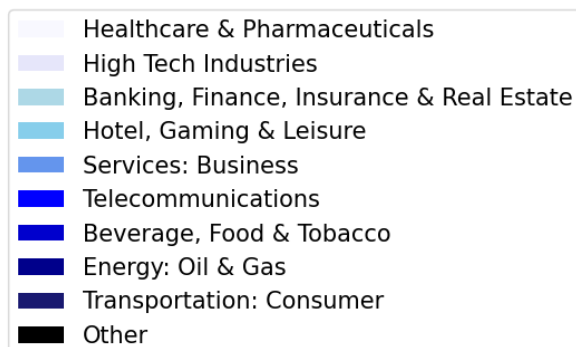 Healthcare & Pharmaceuticals
High Tech Industries
Banking, Finance, Insurance & Real Estate
Hotel, Gaming & Leisure
Services: Business
Telecommunications
Beverage, Food & Tobacco
Energy: Oil & Gas
Transportation: Consumer
Other